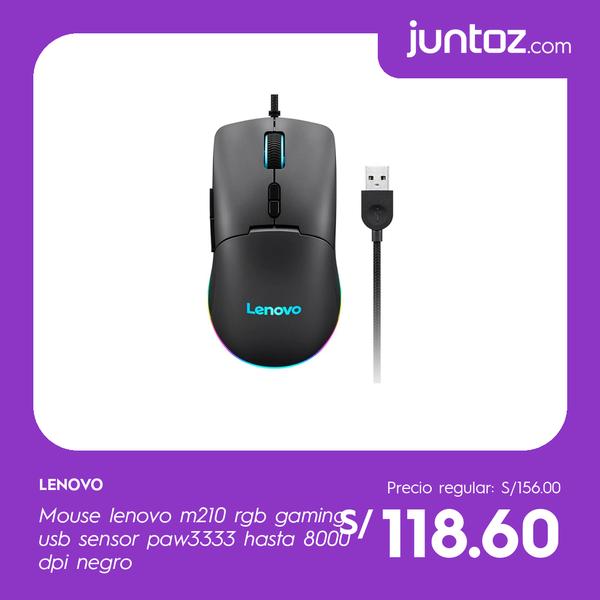 juntoz.com
Lenovo
LENOVO
Mouse lenovo m210 rgb gaming
usb sensor paw3333 hasta 8000
dpi negro
Precio regular: S/156.00
S/118.60